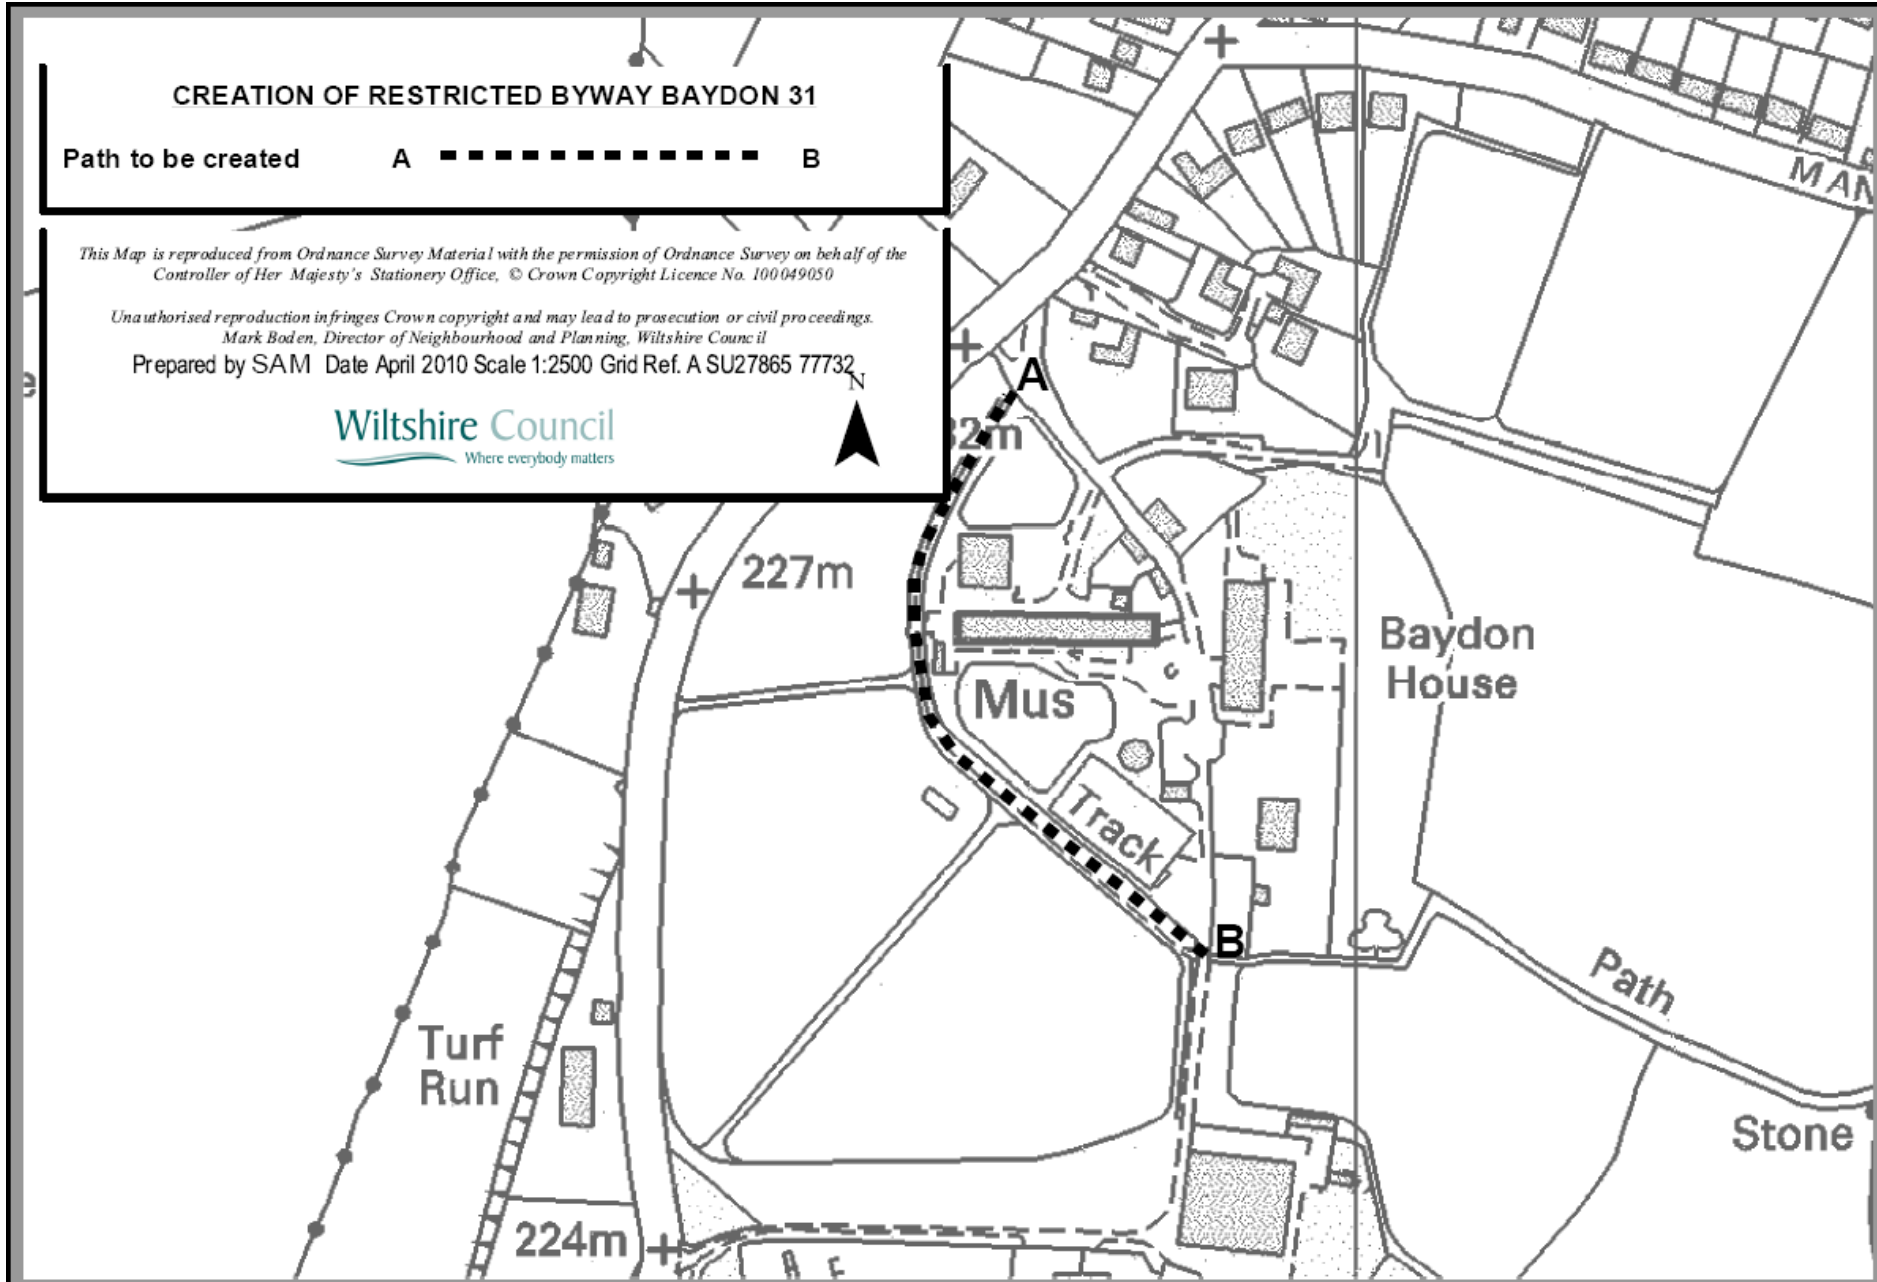 CREATION OF RESTRICTED BYWAY BAYDON 31
Path to be created A B
This Map is reproduced from Ordnance Survey Material with the permission of Ordnance Survey on behalf of the
Controller of Her Majesty's Stationery Office, © Crown Copyright Licence No. 100049050
Unauthorised reproduction infringes Crown copyright and may lead to prosecution or civil proceedings.
Mark Boden, Director of Neighbourhood and Planning, Wiltshire Council
Prepared by SAM Date April 2010 Scale 1:2500 Grid Ref. A SU27865 77732
N
Wiltshire Council
Where everybody matters
MAN
A
32m
227m
Baydon
House
Mus
Track
B
Path
Turf
Run
Stone
224m